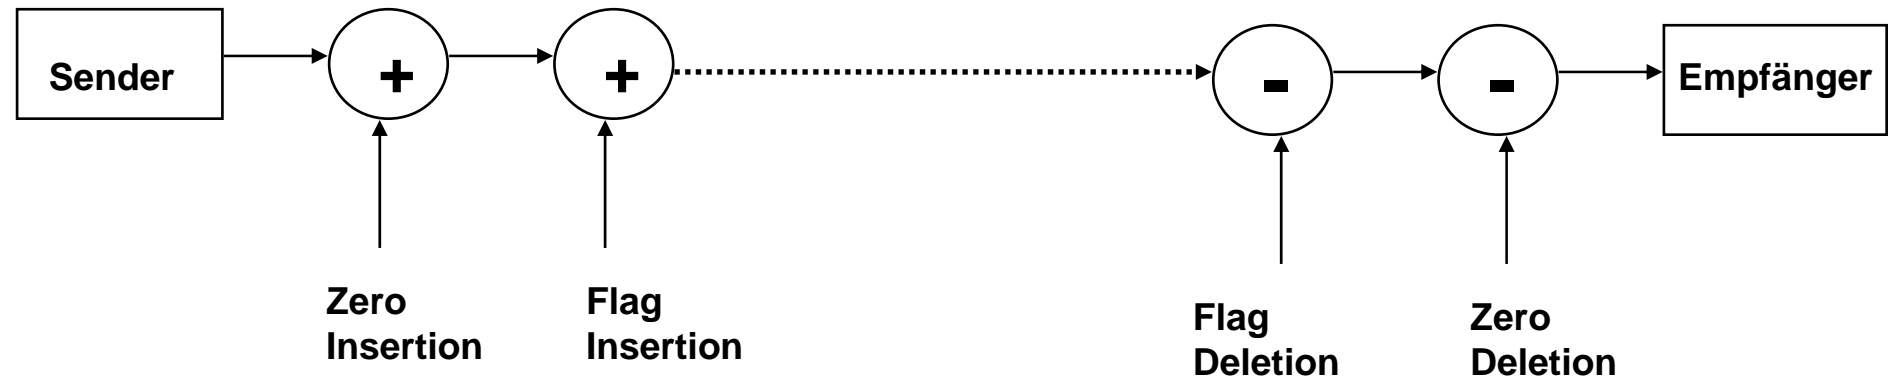 Sender
+
+
-
-
Empfänger
Zero
Insertion
Flag
Insertion
Flag
Deletion
Zero
Deletion